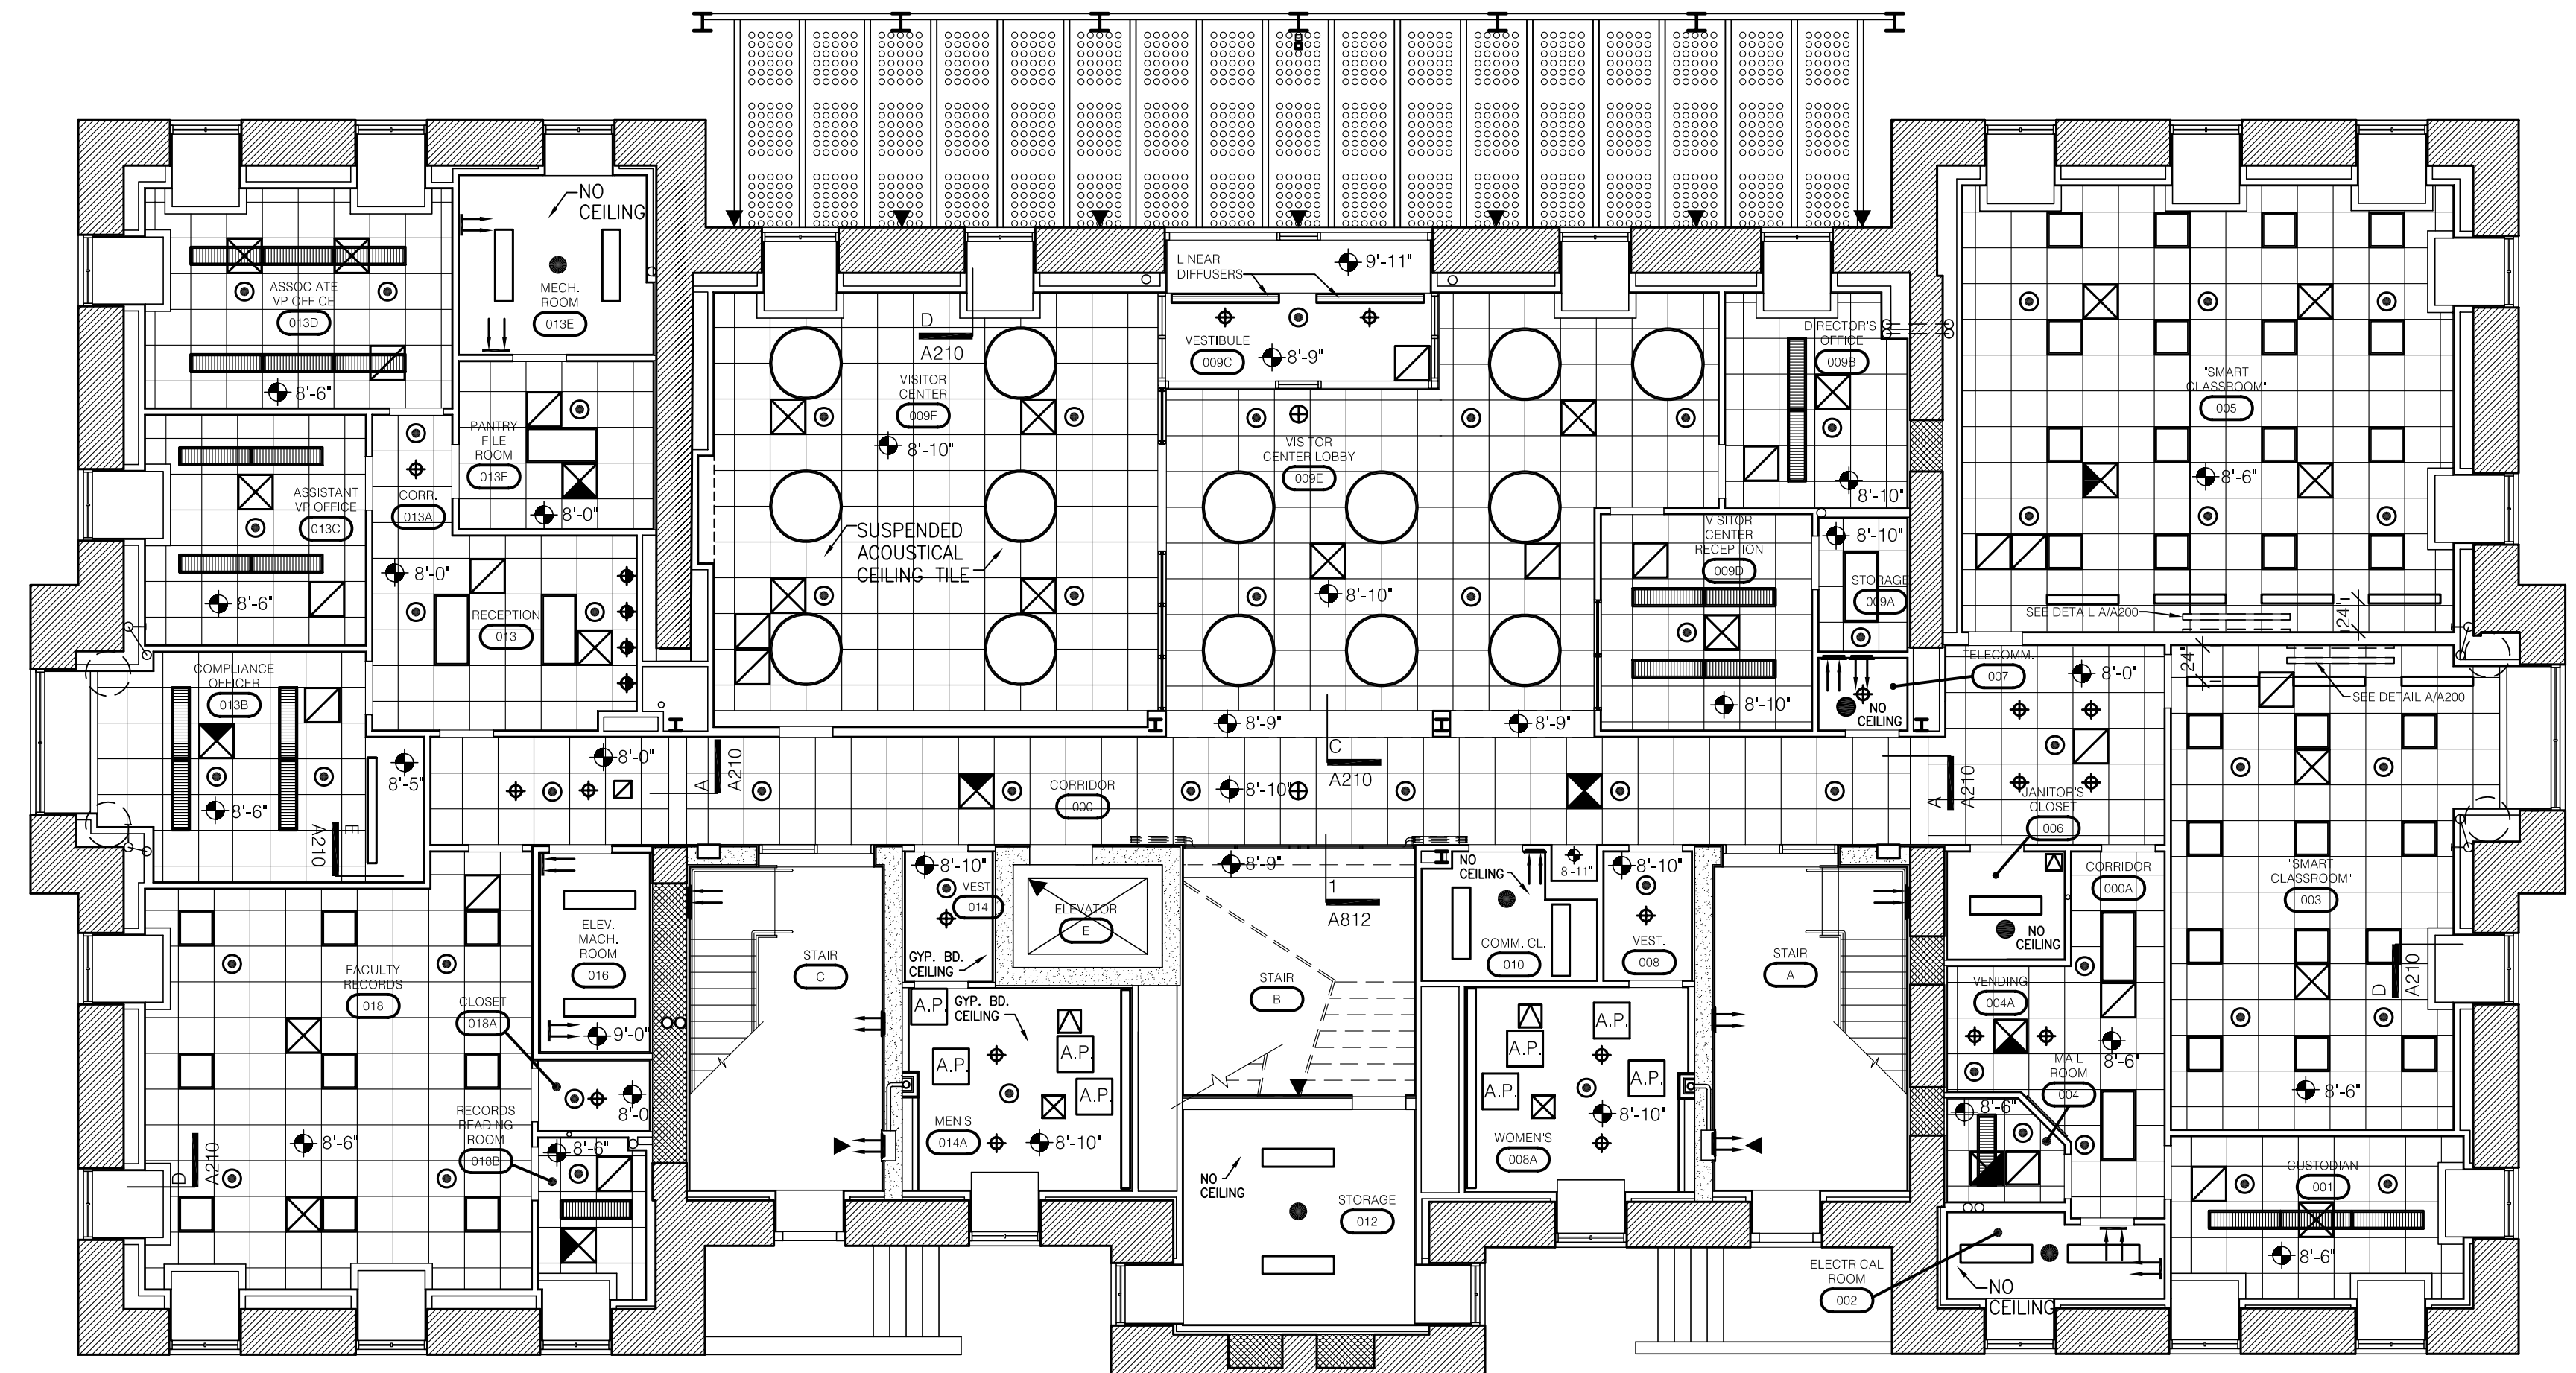 NO
CEILING
MECH.
ROOM
013E
ASSOCIATE
VP OFFICE
013D
8'-6"
LINEAR
DIFFUSERS
9'-11"
VESTIBULE
009C
8'-9"
D
A210
VISITOR
CENTER
009F
8'-10"
DIRECTOR'S
OFFICE
009B
8'-10"
"SMART
CLASSROOM"
005
8'-6"
PANTRY
FILE
ROOM
013F
8'-0"
ASSISTANT
VP OFFICE
013C
8'-6"
CORR.
013A
8'-0"
SUSPENDED
ACOUSTICAL
CEILING TILE
VISITOR
CENTER LOBBY
009E
8'-10"
VISITOR
CENTER
RECEPTION
009D
8'-10"
8'-10"
STORAGE
009A
SEE DETAIL A/A200
24"
24"
SEE DETAIL A/A200
RECEPTION
013
COMPLIANCE
OFFICER
013B
8'-6"
8'-5"
E
A210
TELECOMM.
007
NO
CEILING
8'-0"
8'-9"
8'-9"
C
A210
8'-0"
A
A210
CORRIDOR
000
8'-10"
A
A210
JANITOR'S
CLOSET
006
NO
CEILING
CORRIDOR
000A
"SMART
CLASSROOM"
003
D
A210
8'-6"
FACULTY
RECORDS
018
8'-6"
D
A210
ELEV.
MACH.
ROOM
016
9'-0"
CLOSET
018A
8'-0
RECORDS
READING
ROOM
018B
8'-6"
STAIR
C
8'-10"
VEST.
014
GYP. BD.
CEILING
ELEVATOR
E
8'-9"
1
A812
STAIR
B
NO
CEILING
COMM. CL.
010
8'-11"
8'-10"
VEST.
008
STAIR
A
A.P.
GYP. BD.
CEILING
A.P.
A.P.
A.P.
MEN'S
014A
8'-10"
A.P.
A.P.
A.P.
A.P.
WOMEN'S
008A
8'-10"
NO
CEILING
STORAGE
012
VENDING
004A
8'-6"
MAIL
ROOM
004
8'-6"
CUSTODIAN
001
8'-6"
ELECTRICAL
ROOM
002
NO
CEILING